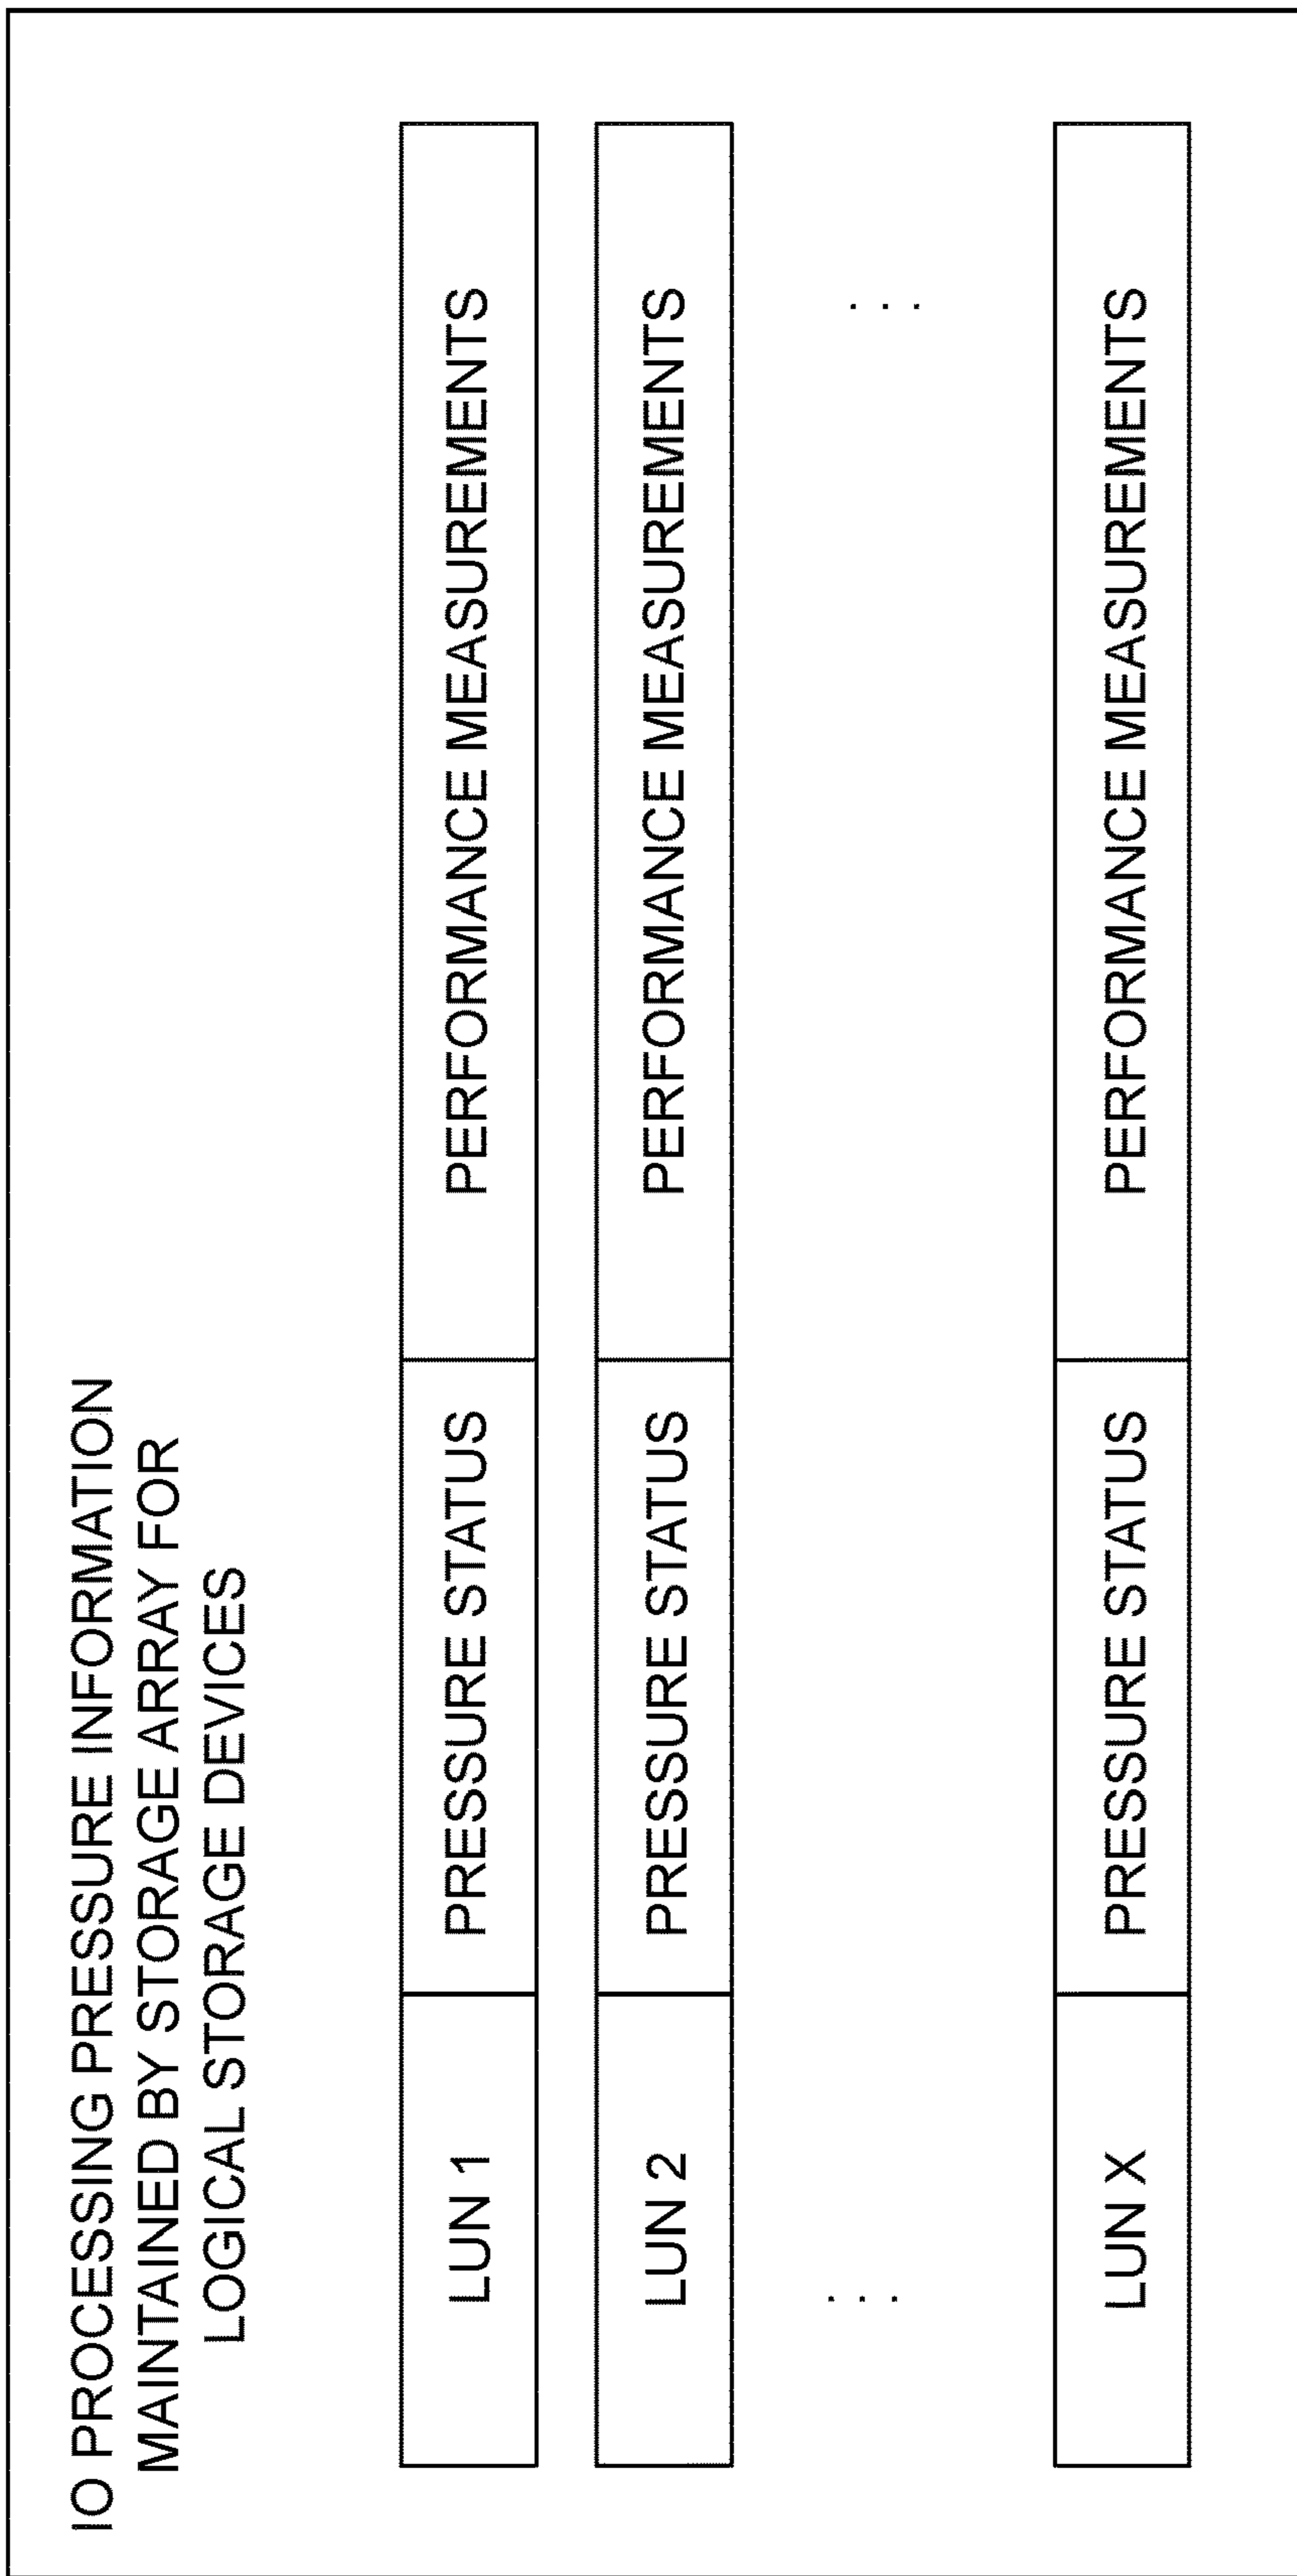 IO PROCESSING PRESSURE INFORMATION
MAINTAINED BY STORAGE ARRAY FOR
LOGICAL STORAGE DEVICES
LUN 1 PRESSURE STATUS PERFORMANCE MEASUREMENTS
LUN 2 PRESSURE STATUS PERFORMANCE MEASUREMENTS
. . . . . .
LUN X PRESSURE STATUS PERFORMANCE MEASUREMENTS